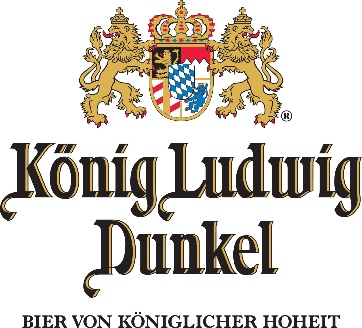 ®
König Ludwig
Dunkel
BIER VON KÖNIGLICHER HOHEIT